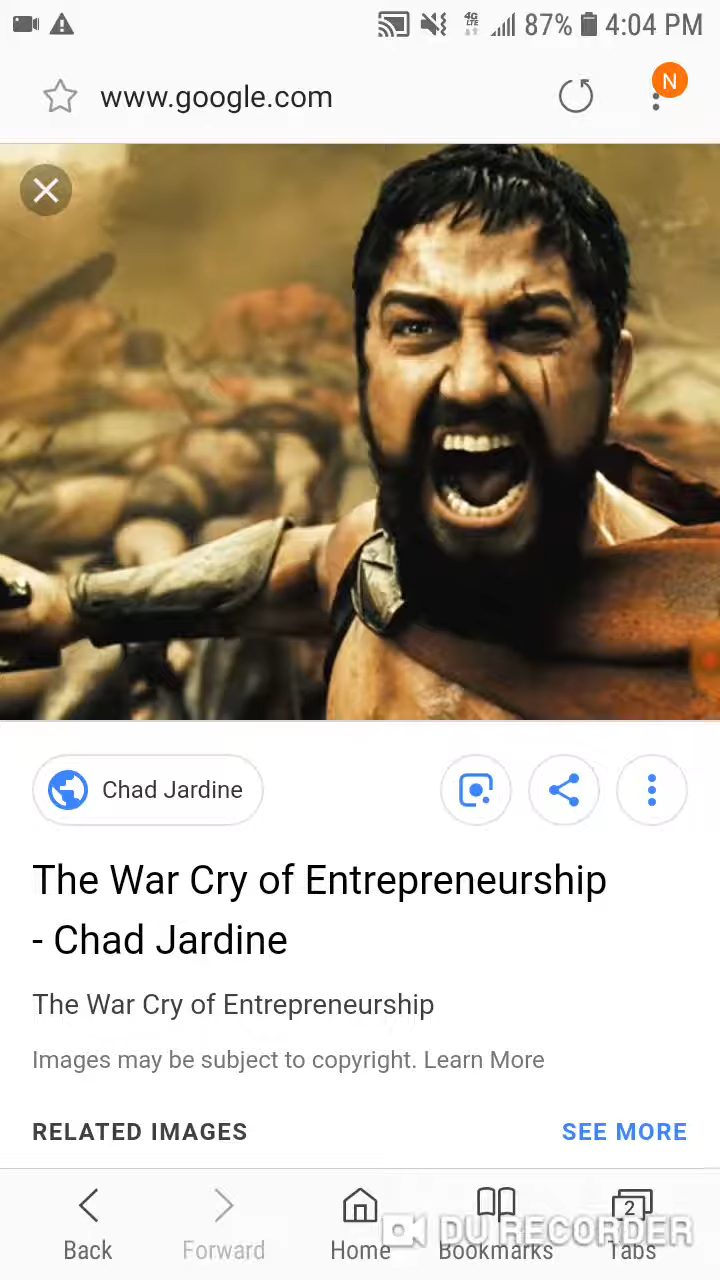 4G LTE 87% 4:04 PM
www.google.com
N
Chad Jardine
The War Cry of Entrepreneurship
- Chad Jardine
The War Cry of Entrepreneurship
Images may be subject to copyright. Learn More
RELATED IMAGES SEE MORE
2
DU RECORDER
Back Forward Home Bookmarks Tabs